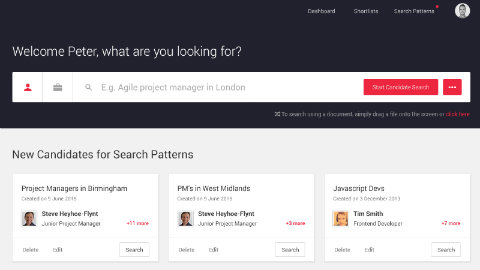 Dashboard Shortlists Search Patterns
Welcome Peter, what are you looking for?
E.g. Agile project manager in London
Start Candidate Search
To search using a document, simply drag a file onto the screen or click here
New Candidates for Search Patterns
Project Managers in Birmingham
Created on 5 June 2016
Steve Heyhoe-Flynt
Junior Project Manager
+11 more
Delete Edit Search
PM's in West Midlands
Created on 5 June 2016
Steve Heyhoe-Flynt
Junior Project Manager
+3 more
Delete Edit Search
Javascript Devs
Created on 3 December 2013
Tim Smith
Frontend Developer
+7 more
Delete Edit Search